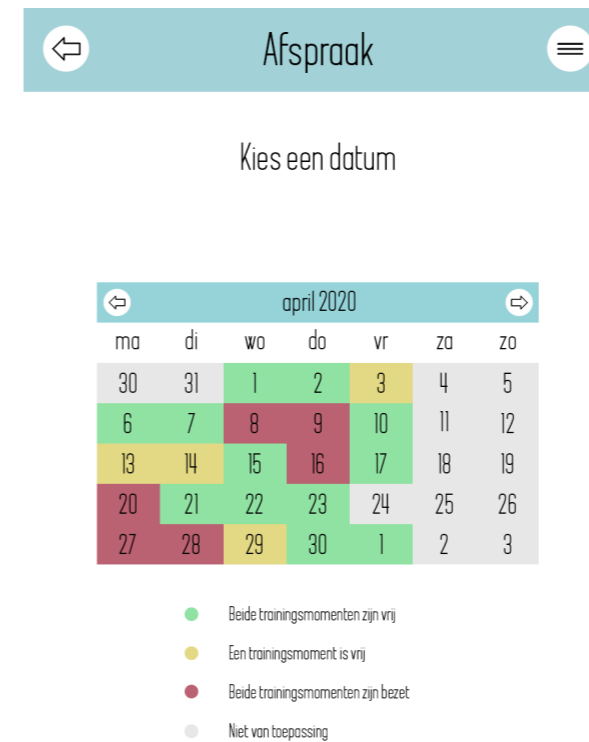 Afspraak
Kies een datum
april 2020
ma di wo do vr za zo
30 31 1 2 3 4 5
6 7 8 9 10 11 12
13 14 15 16 17 18 19
20 21 22 23 24 25 26
27 28 29 30 1 2 3
Beide trainingsmomenten zijn vrij
Een trainingsmoment is vrij
Beide trainingsmomenten zijn bezet
Niet van toepassing